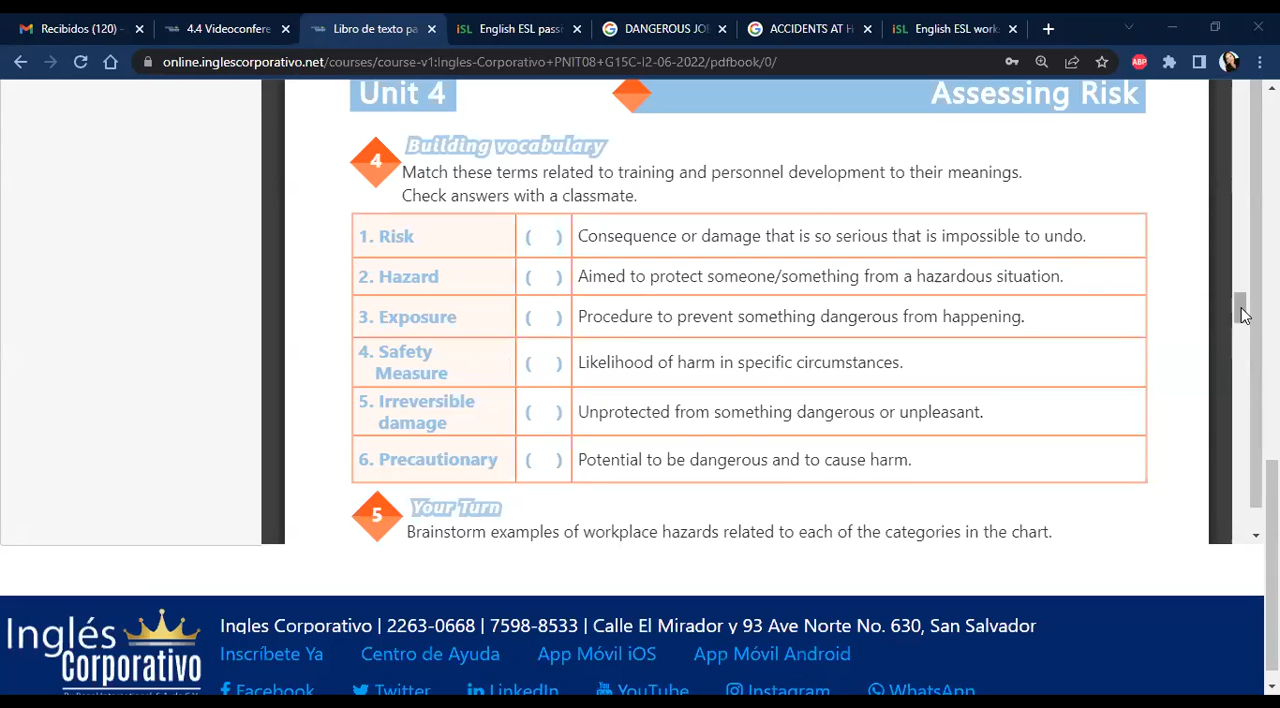 Recibidos (120) -
4.4 Videoconfere
Libro de texto pa
English ESL pass
DANGEROUS JO
ACCIDENTS AT H
English ESL work
online.inglescorporativo.net/courses/course-v1:Ingles-Corporativo+PNIT08+G15C-I2-06-2022/pdfbook/0/
Unit 4
Assessing Risk
4
Building vocabulary
Match these terms related to training and personnel development to their meanings.
Check answers with a classmate.
1. Risk ( ) Consequence or damage that is so serious that is impossible to undo.
2. Hazard ( ) Aimed to protect someone/something from a hazardous situation.
3. Exposure ( ) Procedure to prevent something dangerous from happening.
4. Safety
Measure
( ) Likelihood of harm in specific circumstances.
5. Irreversible
damage
( ) Unprotected from something dangerous or unpleasant.
6. Precautionary ( ) Potential to be dangerous and to cause harm.
5
Your Turn
Brainstorm examples of workplace hazards related to each of the categories in the chart.
Inglés
Corporativo
Ingles Corporativo | 2263-0668 | 7598-8533 | Calle El Mirador y 93 Ave Norte No. 630, San Salvador
Inscríbete Ya
Centro de Ayuda
App Móvil iOS
App Móvil Android
Facebook
Twitter
LinkedIn
YouTube
Instagram
WhatsApp